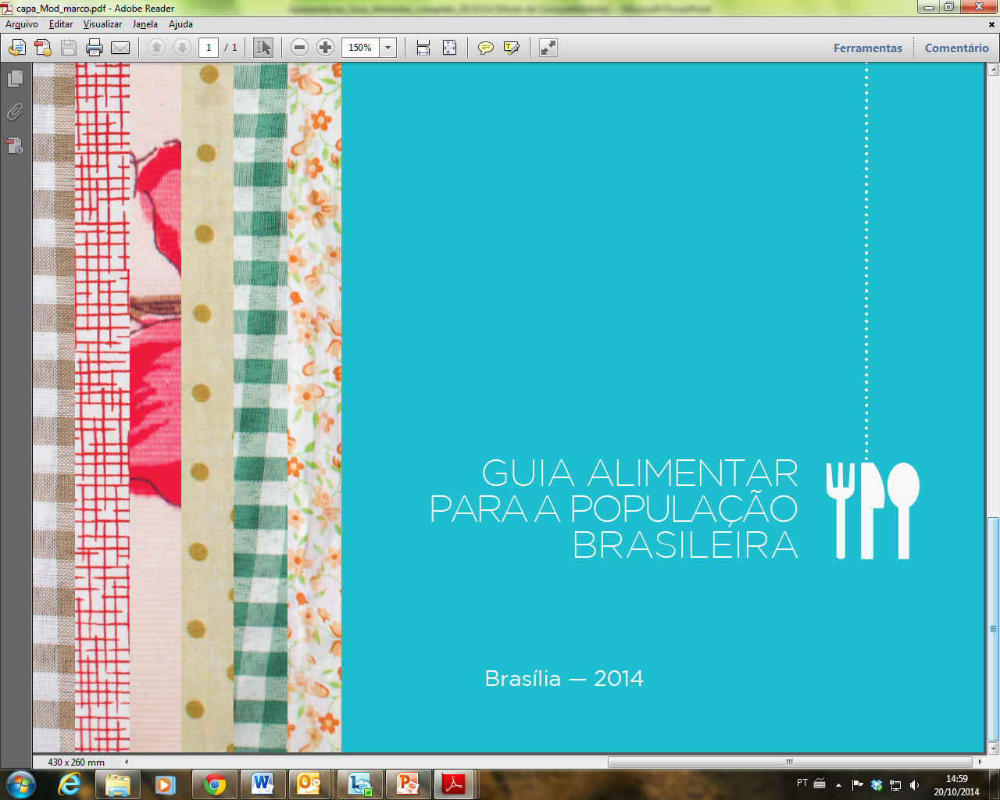 capa_Mod_marco.pdf - Adobe Reader
Arquivo Editar Visualizar Janela Ajuda
1 / 1 150% Ferramentas Comentário
GUIA ALIMENTAR
PARA A POPULAÇÃO
BRASILEIRA
Brasília — 2014
430 x 260 mm
PT 14:59
20/10/2014